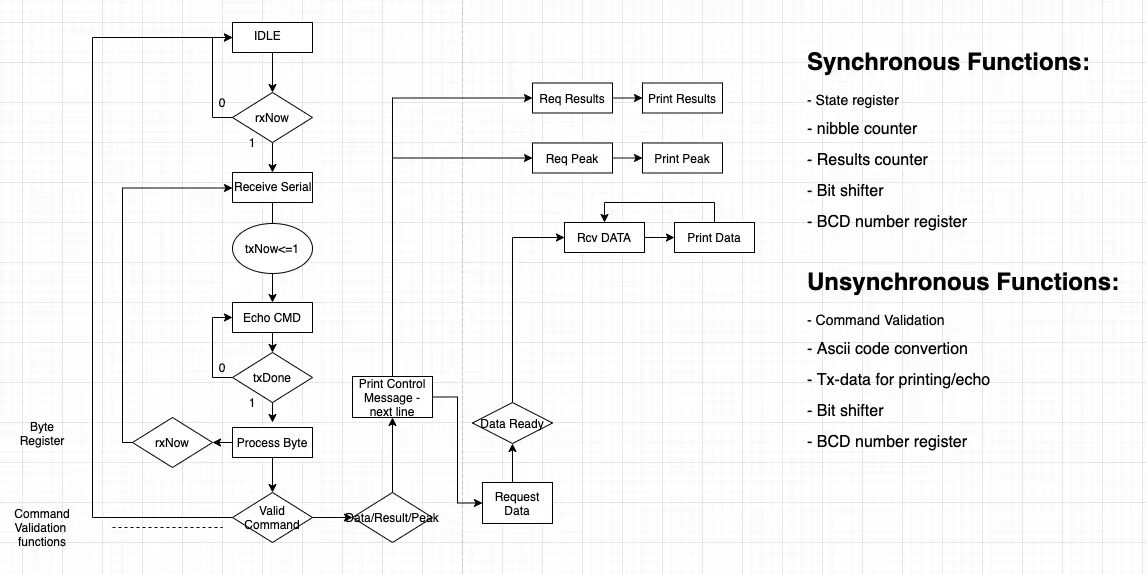 IDLE
0
rxNow
1
Receive Serial
txNow<=1
Echo CMD
0
txDone
1
Byte
Register
rxNow
Process Byte
Command
Validation
functions
Valid
Command
Data/Result/Peak
Print Control
Message -
next line
Req Results
Print Results
Req Peak
Print Peak
Rcv DATA
Print Data
Data Ready
Request
Data
Synchronous Functions:
- State register
- nibble counter
- Results counter
- Bit shifter
- BCD number register
Unsynchronous Functions:
- Command Validation
- Ascii code convertion
- Tx-data for printing/echo
- Bit shifter
- BCD number register